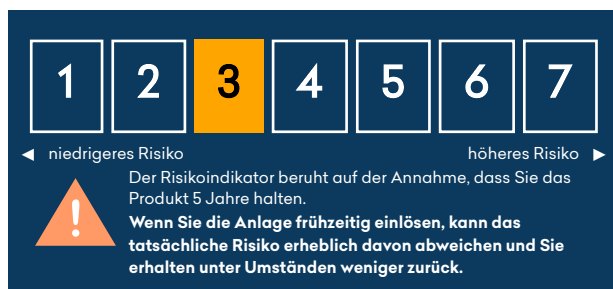 1 2 3 4 5 6 7
◄ niedrigeres Risiko höheres Risiko ►
Der Risikoindikator beruht auf der Annahme, dass Sie das
Produkt 5 Jahre halten.
Wenn Sie die Anlage frühzeitig einlösen, kann das
tatsächliche Risiko erheblich davon abweichen und Sie
erhalten unter Umständen weniger zurück.
!